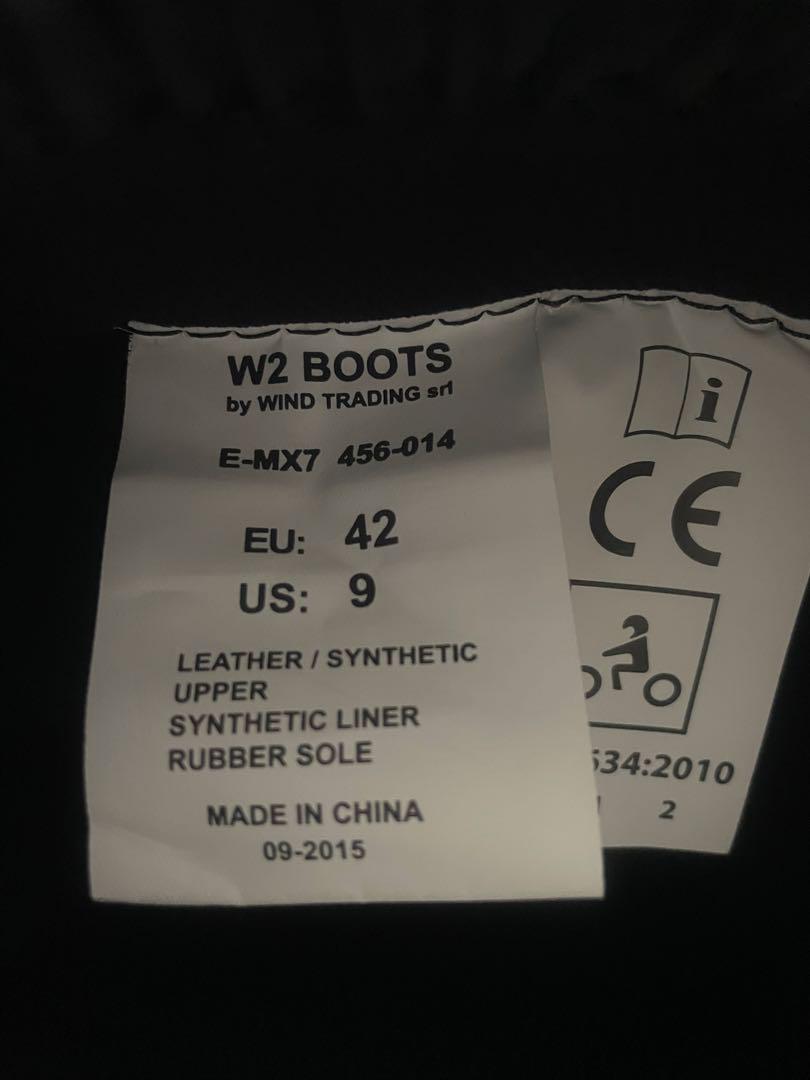 W2 BOOTS
by WIND TRADING srl
E-MX7 456-014
EU: 42
US: 9
LEATHER / SYNTHETIC
UPPER
SYNTHETIC LINER
RUBBER SOLE
MADE IN CHINA
09-2015
i
CE
634:2010
2